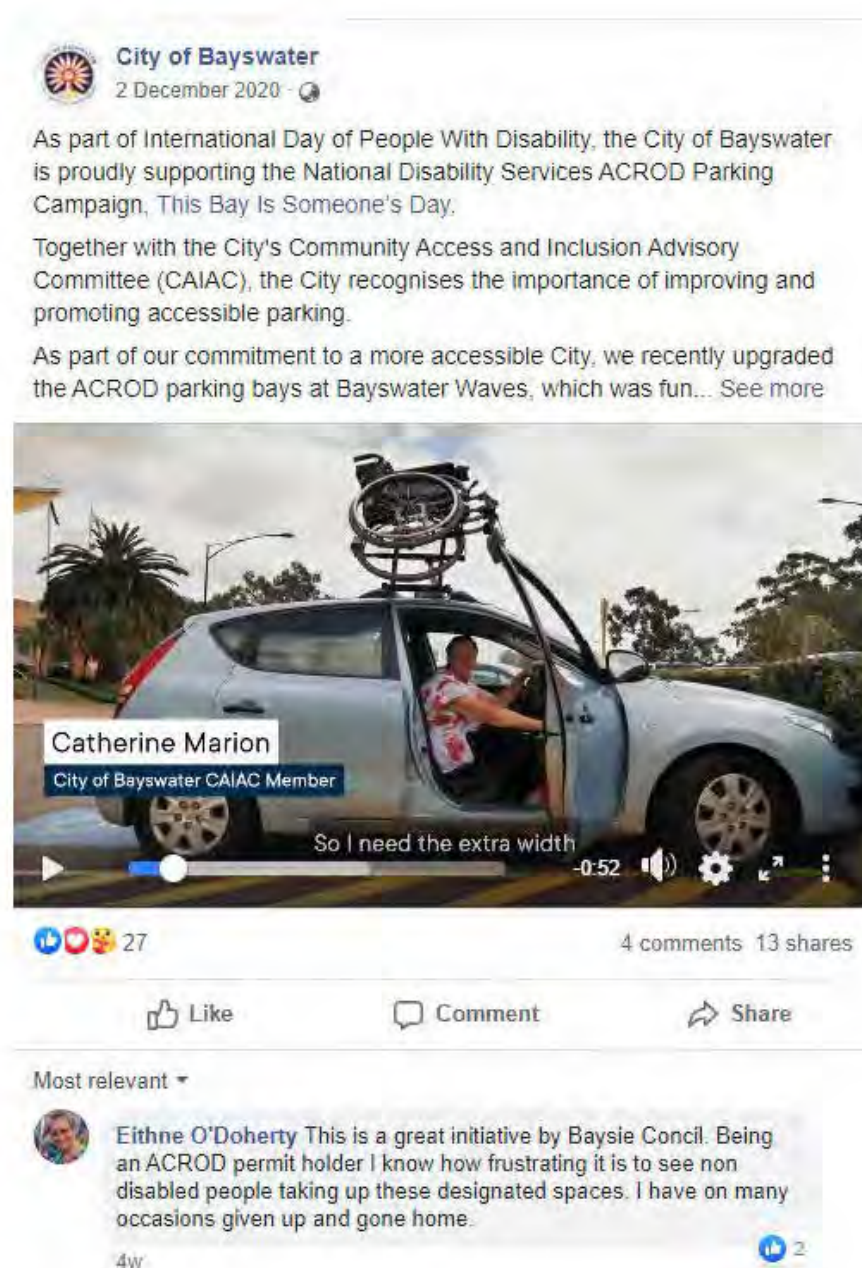 City of Bayswater
2 December 2020 ·
As part of International Day of People With Disability, the City of Bayswater
is proudly supporting the National Disability Services ACROD Parking
Campaign, This Bay Is Someone's Day.
Together with the City's Community Access and Inclusion Advisory
Committee (CAIAC), the City recognises the importance of improving and
promoting accessible parking.
As part of our commitment to a more accessible City, we recently upgraded
the ACROD parking bays at Bayswater Waves, which was fun... See more
Catherine Marion
City of Bayswater CAIAC Member
So I need the extra width
-0:52
27
4 comments 13 shares
Like Comment Share
Most relevant
Eithne O'Doherty This is a great initiative by Baysie Concil. Being
an ACROD permit holder I know how frustrating it is to see non
disabled people taking up these designated spaces. I have on many
occasions given up and gone home.
2
4w